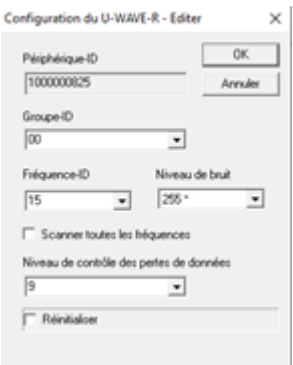 Configuration du U-WAVE-R - Editer
Périphérique-ID
OK
1000000825
Annuler
Groupe-ID
00
Fréquence-ID
Niveau de bruit
15
255 *
Scanner toutes les fréquences
Niveau de contrôle des pertes de données
9
Réinitialiser